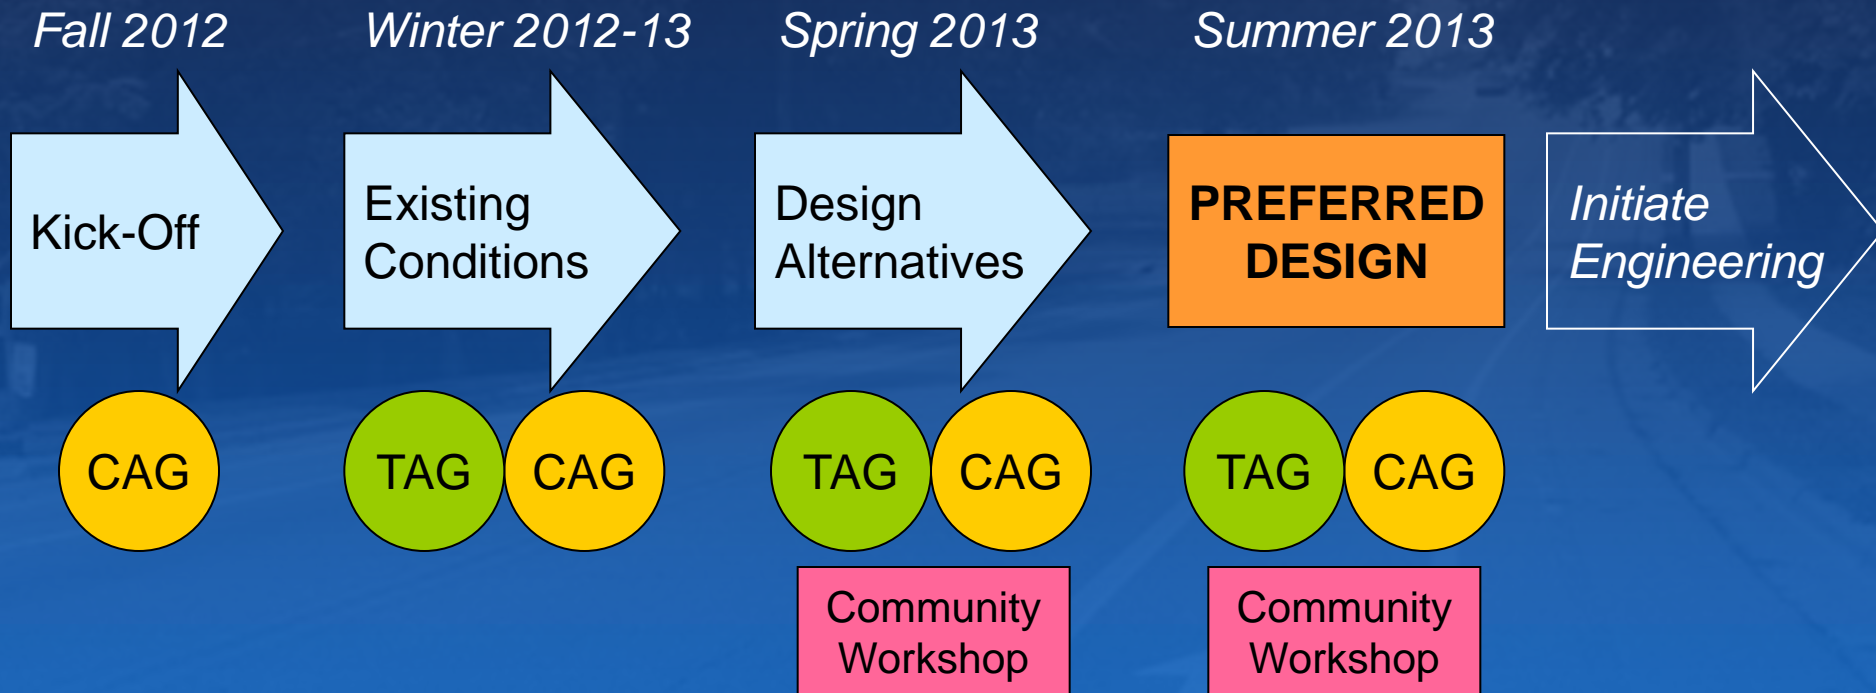 Fall 2012
Winter 2012-13
Spring 2013
Summer 2013
Kick-Off
Existing
Conditions
Design
Alternatives
PREFERRED
DESIGN
Initiate
Engineering
CAG
TAG
CAG
TAG
CAG
TAG
CAG
Community
Workshop
Community
Workshop